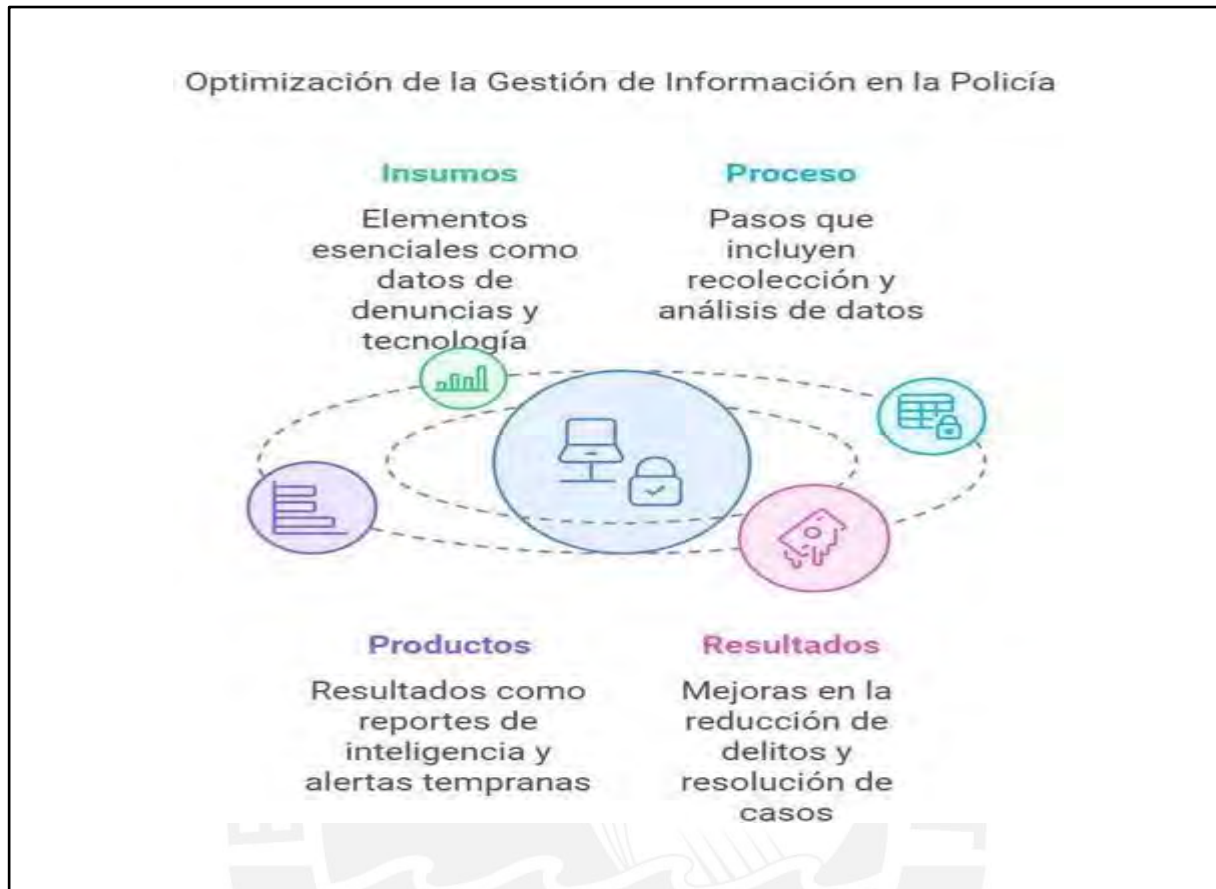 Optimización de la Gestión de Información en la Policía
Insumos
Elementos
esenciales como
datos de
denuncias y
tecnología
Proceso
Pasos que
incluyen
recolección y
análisis de datos
Productos
Resultados como
reportes de
inteligencia y
alertas tempranas
Resultados
Mejoras en la
reducción de
delitos y
resolución de
casos